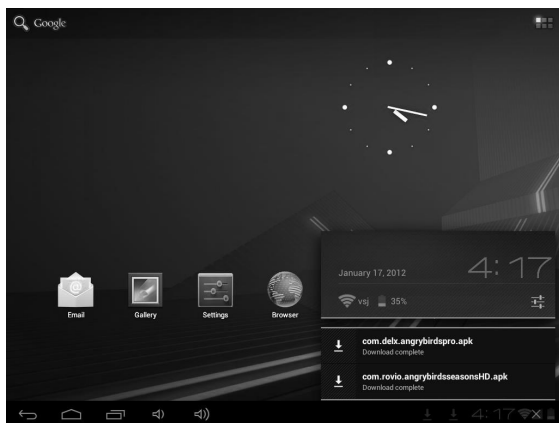 Google
Email
Gallery
Settings
Browser
January 17, 2012
4:17
vsj
35%
com.delx.angrybirdspro.apk
Download complete
com.rovio.angrybirdsseasonsHD.apk
Download complete
4:17